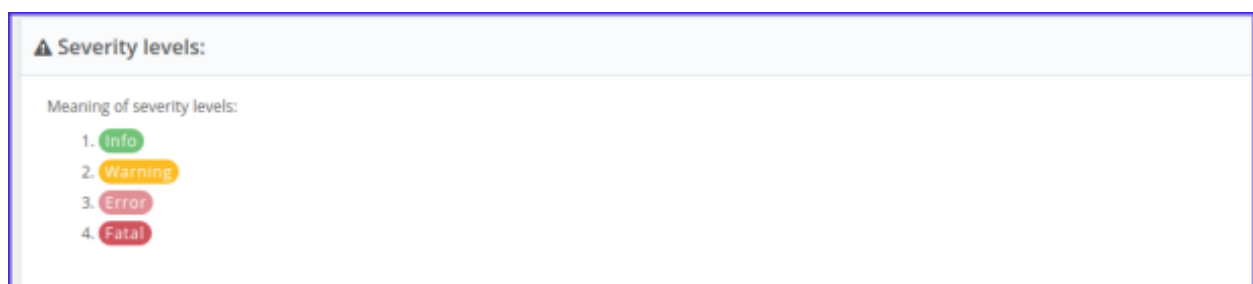 Severity levels:
Meaning of severity levels:
1. Info
2. Warning
3. Error
4. Fatal